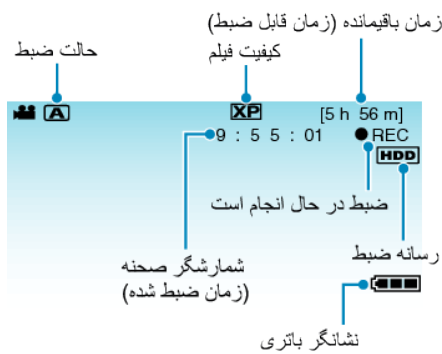 زمان باقیمانده (زمان قابل ضبط)
کیفیت فیلم
حالت ضبط
A
XP
[5 h 56 m]
9 : 5 5 : 01
●REC
HDD
ضبط در حال انجام است
رسانه ضبط
شمارشگر صحنه
(زمان ضبط شده)
نشانگر باتری